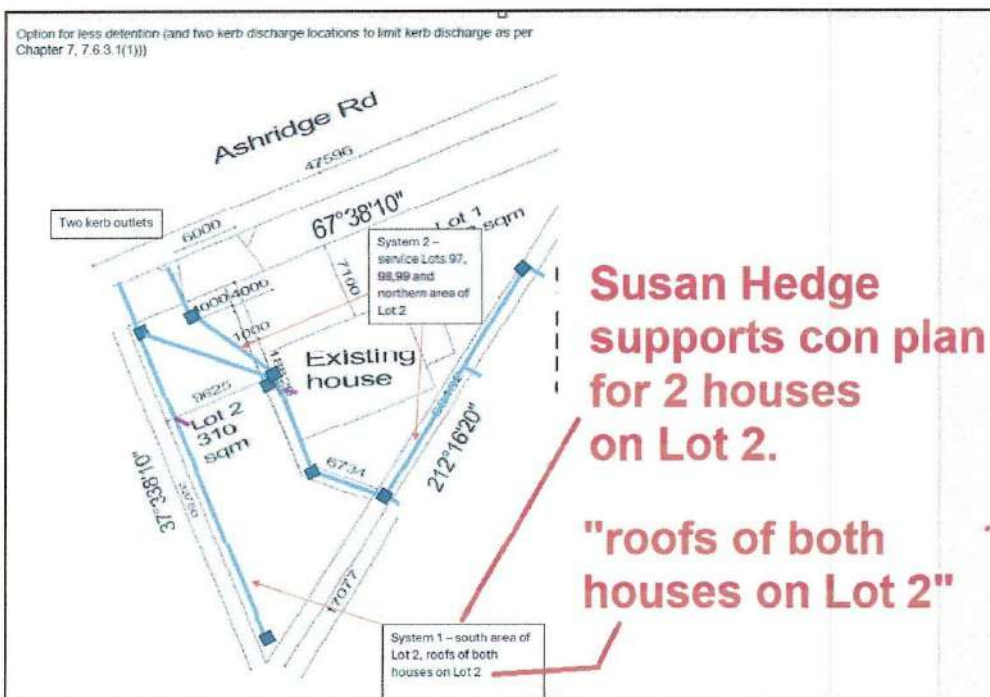 Option for less detention (and two kerb discharge locations to limit kerb discharge as per
Chapter 7, 7.6.3.1(1)))
Ashridge Rd
47596
Two kerb outlets
6000
67°38'10"
Lot 1
sqm
System 2 –
service Lots 97,
98,99 and
northern area of
Lot 2
7100
4000
4000
1000
Existing
house
9625
Lot 2
310
sqm
6734
212°16'20"
37°338'10"
17077
System 1 – south area of
Lot 2, roofs of both
houses on Lot 2
Susan Hedge
supports con plan
for 2 houses
on Lot 2.
"roofs of both
houses on Lot 2"